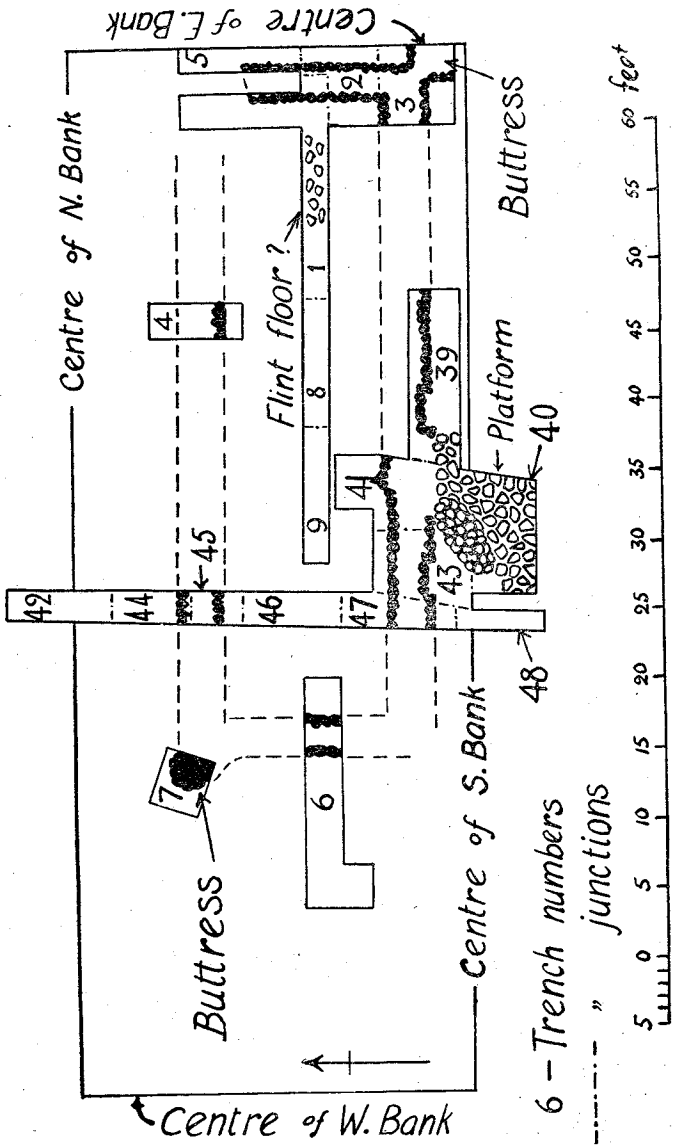 Centre of N. Bank
Centre of E. Bank
Centre of S. Bank
Centre of W. Bank
42
44
45
46
47
48
7
Buttress
6
4
Flint floor?
9
8
1
5
2
3
Buttress
41
43
39
Platform
40
6 – Trench numbers
–·–·– " junctions
5 0 5 10 15 20 25 30 35 40 45 50 55 60 feet